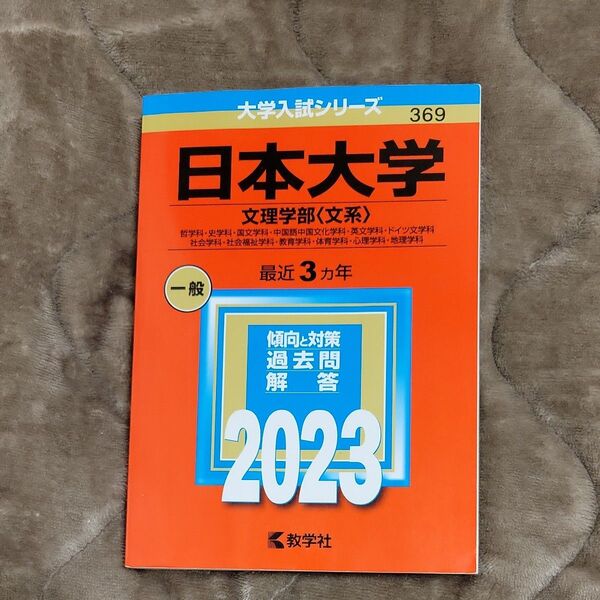 大学入試シリーズ
369
日本大学
文理学部〈文系〉
哲学科・史学科・国文学科・中国語中国文化学科・英文学科・ドイツ文学科
社会学科・社会福祉学科・教育学科・体育学科・心理学科・地理学科
最近3ヵ年
一般
傾向と対策
過去問
解答
2023
教学社